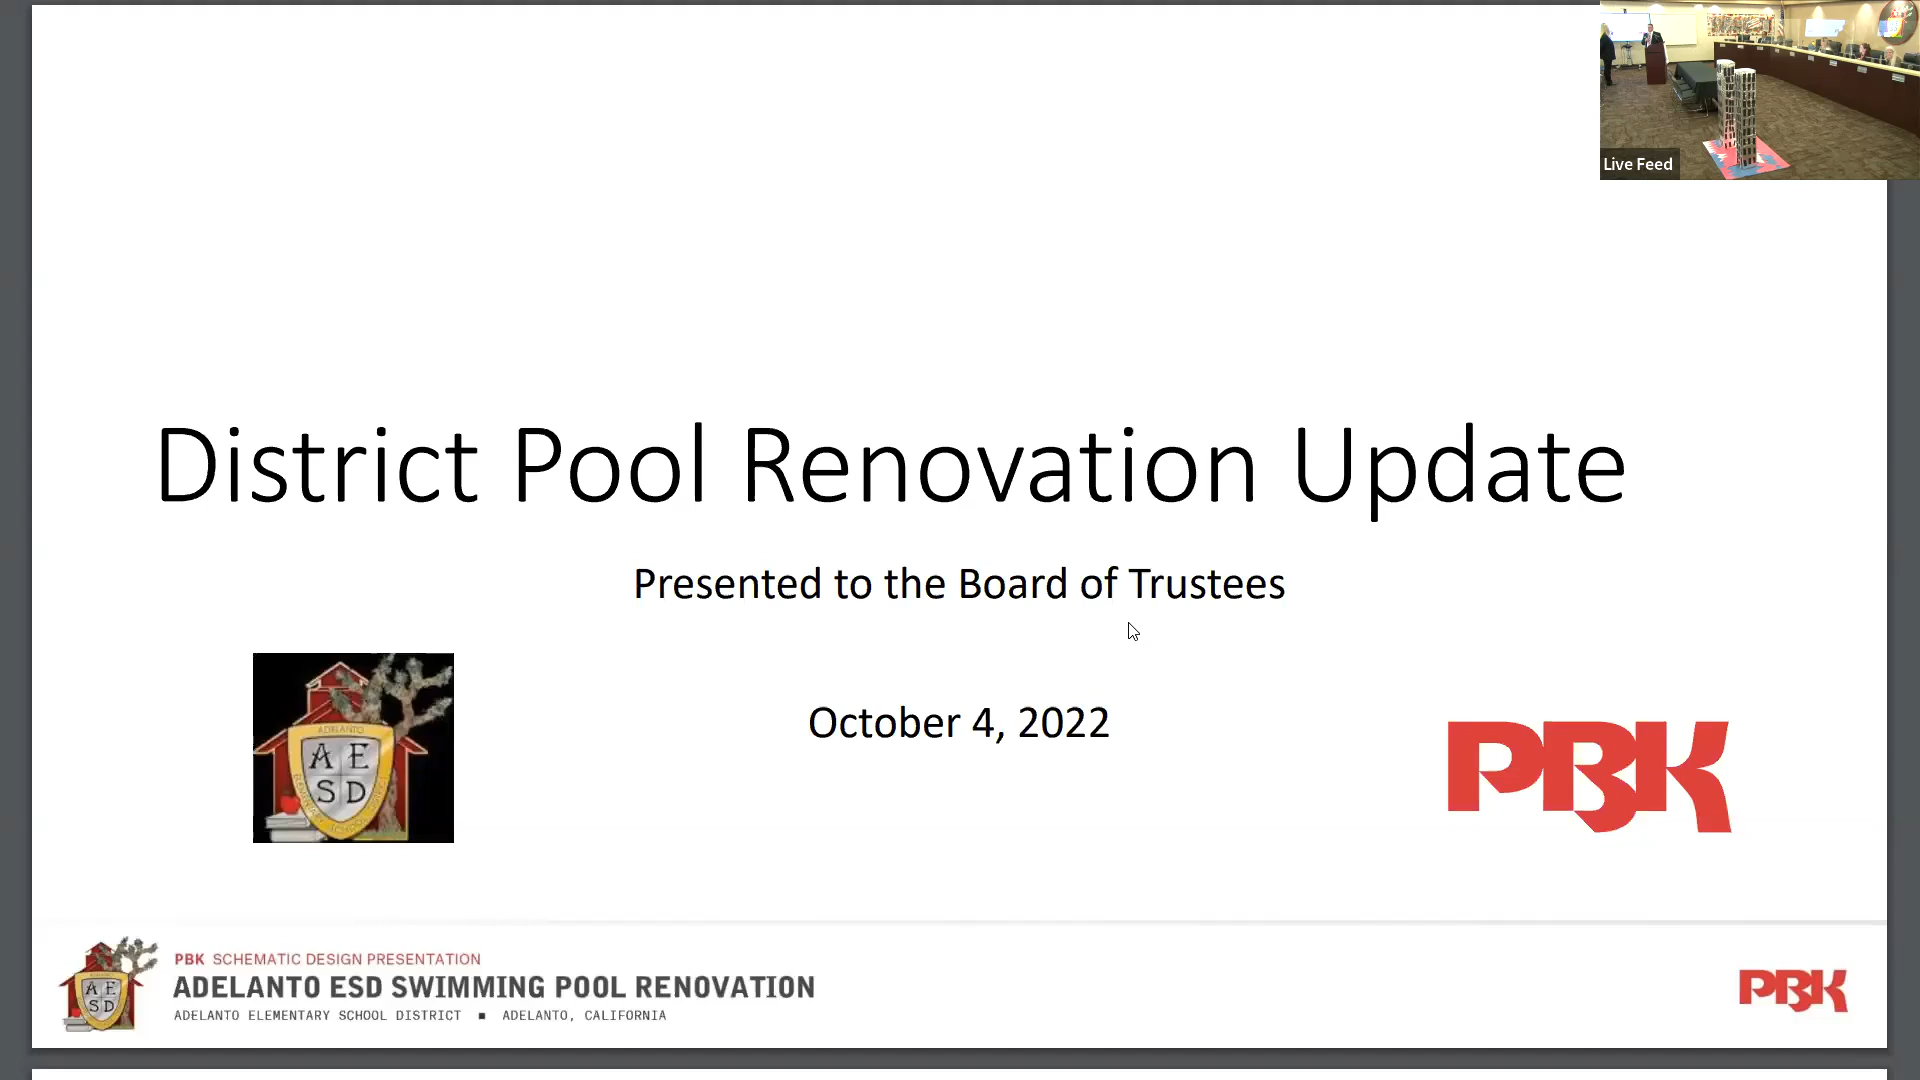 Live Feed
District Pool Renovation Update
Presented to the Board of Trustees
October 4, 2022
ADELANTO
A E
S D
PBK
PBK SCHEMATIC DESIGN PRESENTATION
ADELANTO ESD SWIMMING POOL RENOVATION
ADELANTO ELEMENTARY SCHOOL DISTRICT ▪ ADELANTO, CALIFORNIA
A E
S D
PBK